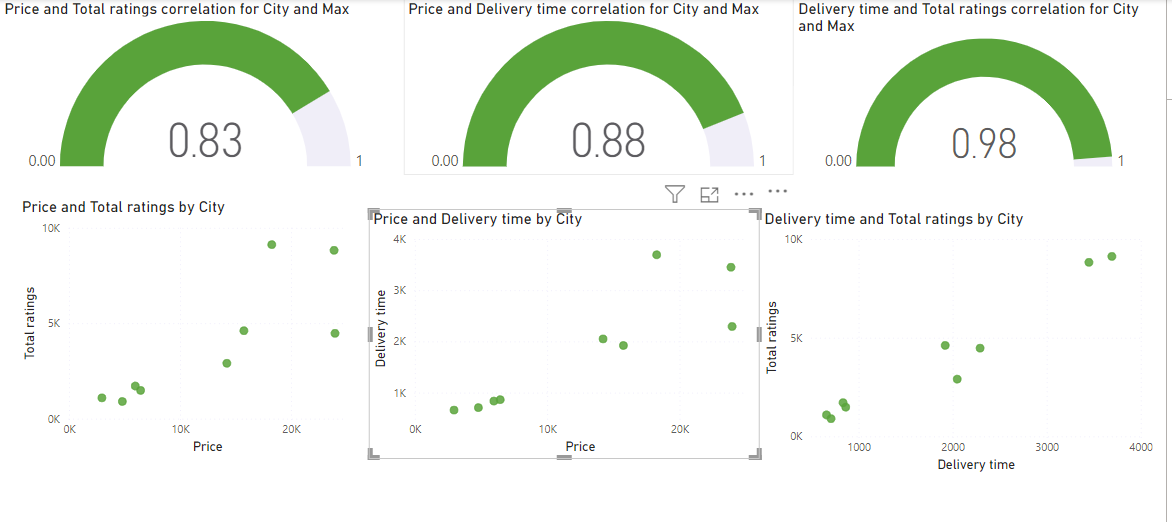 Price and Total ratings correlation for City and Max
0.83
0.00
1
Price and Delivery time correlation for City and Max
0.88
0.00
1
Delivery time and Total ratings correlation for City
and Max
0.98
0.00
1
Price and Total ratings by City
10K
5K
0K
Total ratings
0K
10K
20K
Price
Price and Delivery time by City
4K
3K
2K
1K
Delivery time
0K
10K
20K
Price
Delivery time and Total ratings by City
10K
5K
0K
Total ratings
1000
2000
3000
4000
Delivery time